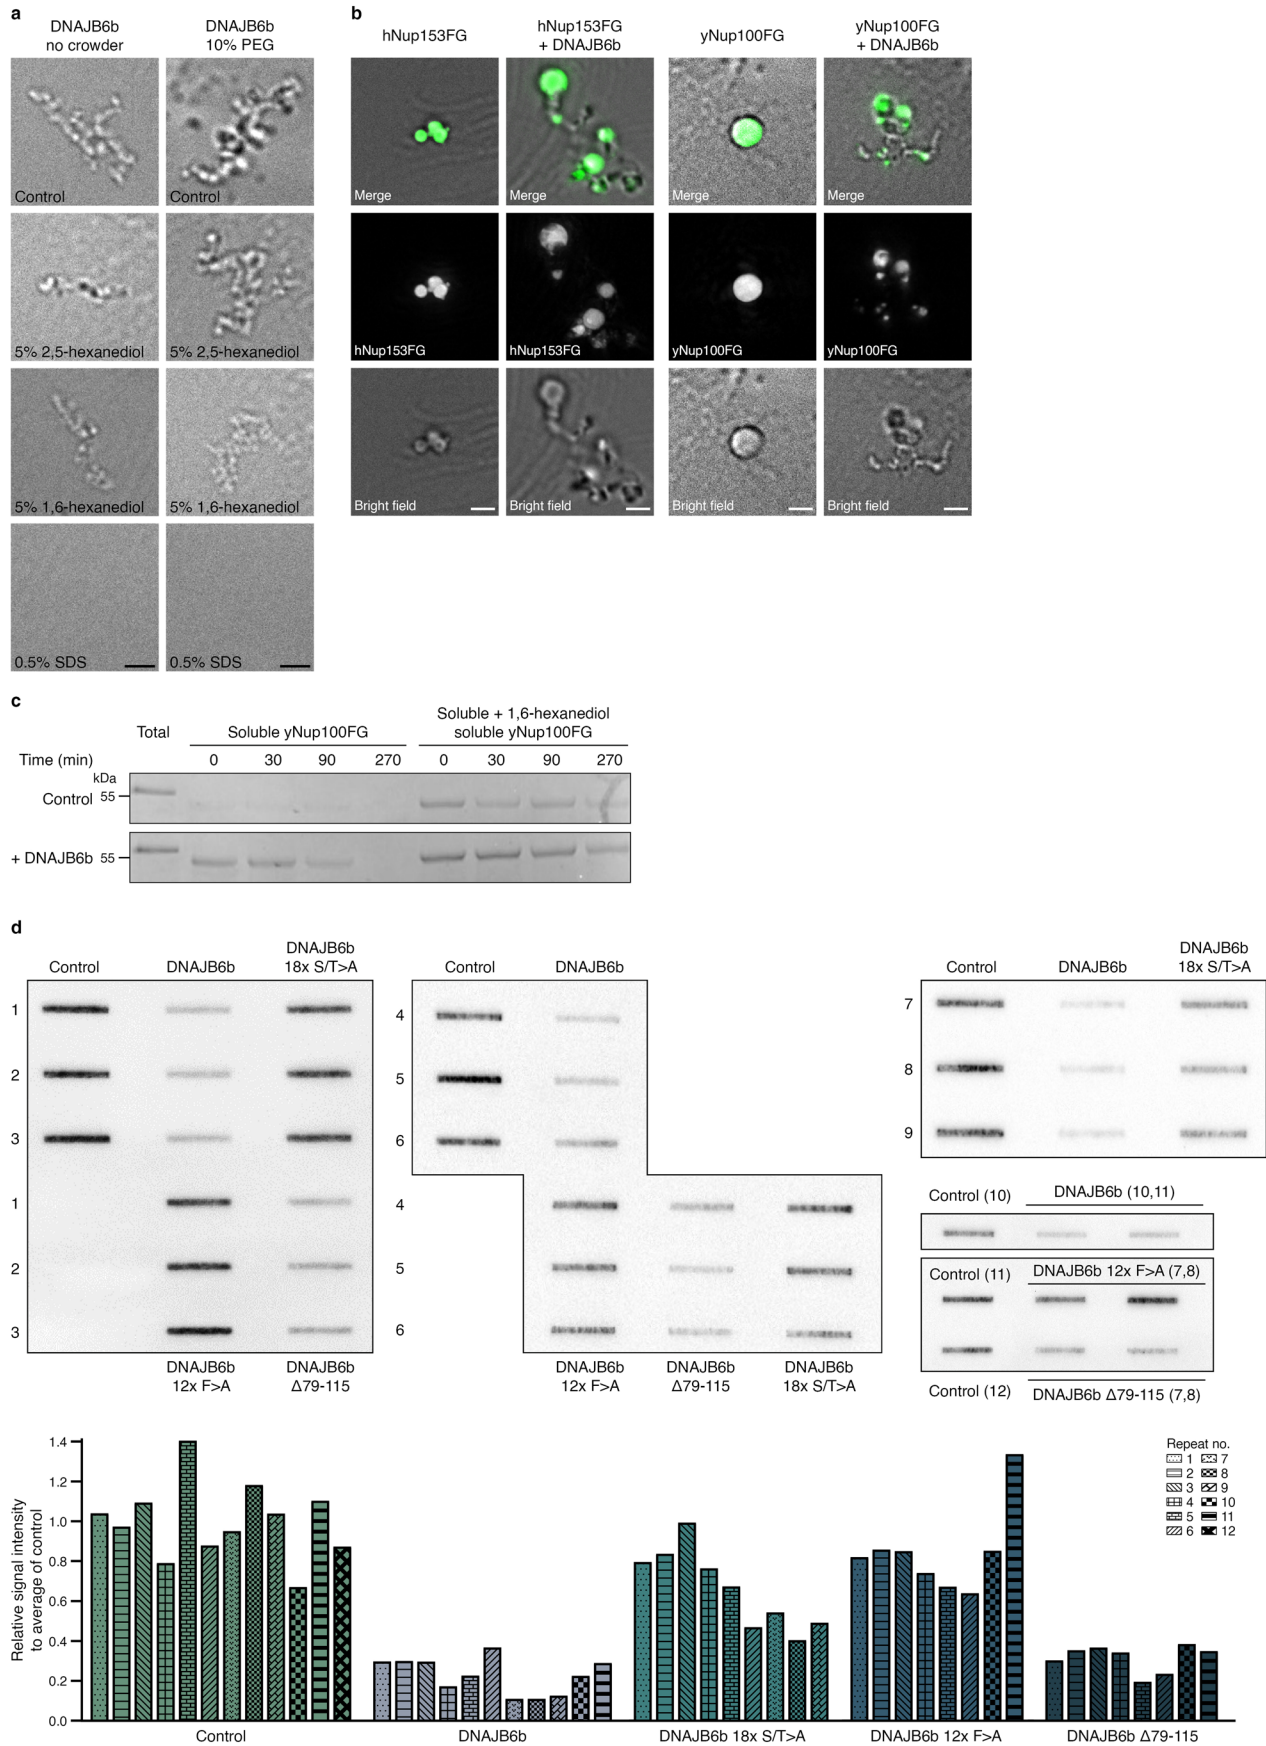 a
DNAJB6b
no crowder
DNAJB6b
10% PEG
Control
Control
5% 2,5-hexanediol
5% 2,5-hexanediol
5% 1,6-hexanediol
5% 1,6-hexanediol
0.5% SDS
0.5% SDS
b
hNup153FG
hNup153FG
+ DNAJB6b
yNup100FG
yNup100FG
+ DNAJB6b
Merge
Merge
Merge
Merge
hNup153FG
hNup153FG
yNup100FG
yNup100FG
Bright field
Bright field
Bright field
Bright field
c
Total
Soluble yNup100FG
Soluble + 1,6-hexanediol
soluble yNup100FG
Time (min)
0 30 90 270
0 30 90 270
kDa
Control 55
+ DNAJB6b 55
d
Control
DNAJB6b
DNAJB6b
18x S/T>A
1
2
3
1
2
3
DNAJB6b
12x F>A
DNAJB6b
Δ79-115
Control
DNAJB6b
4
5
6
4
5
6
DNAJB6b
12x F>A
DNAJB6b
Δ79-115
DNAJB6b
18x S/T>A
Control
DNAJB6b
DNAJB6b
18x S/T>A
7
8
9
Control (10)
DNAJB6b (10,11)
Control (11)
DNAJB6b 12x F>A (7,8)
Control (12)
DNAJB6b Δ79-115 (7,8)
Relative signal intensity
to average of control
1.4
1.2
1.0
0.8
0.6
0.4
0.2
0.0
Control
DNAJB6b
DNAJB6b 18x S/T>A
DNAJB6b 12x F>A
DNAJB6b Δ79-115
Repeat no.
1 7
2 8
3 9
4 10
5 11
6 12